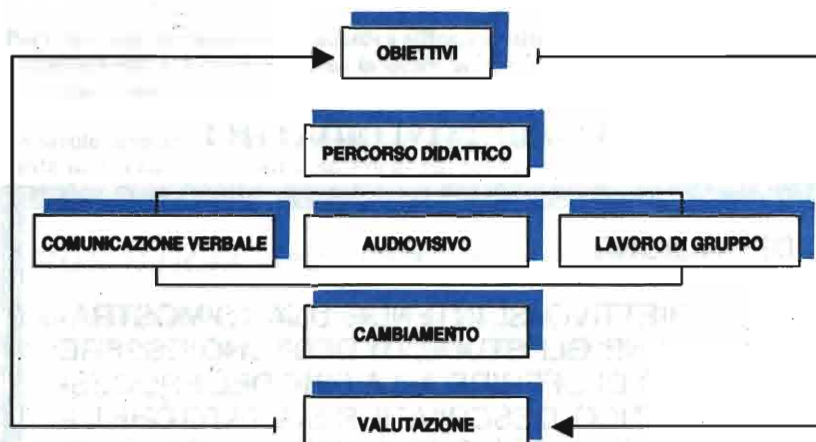 OBIETTIVI
PERCORSO DIDATTICO
COMUNICAZIONE VERBALE
AUDIOVISIVO
LAVORO DI GRUPPO
CAMBIAMENTO
VALUTAZIONE